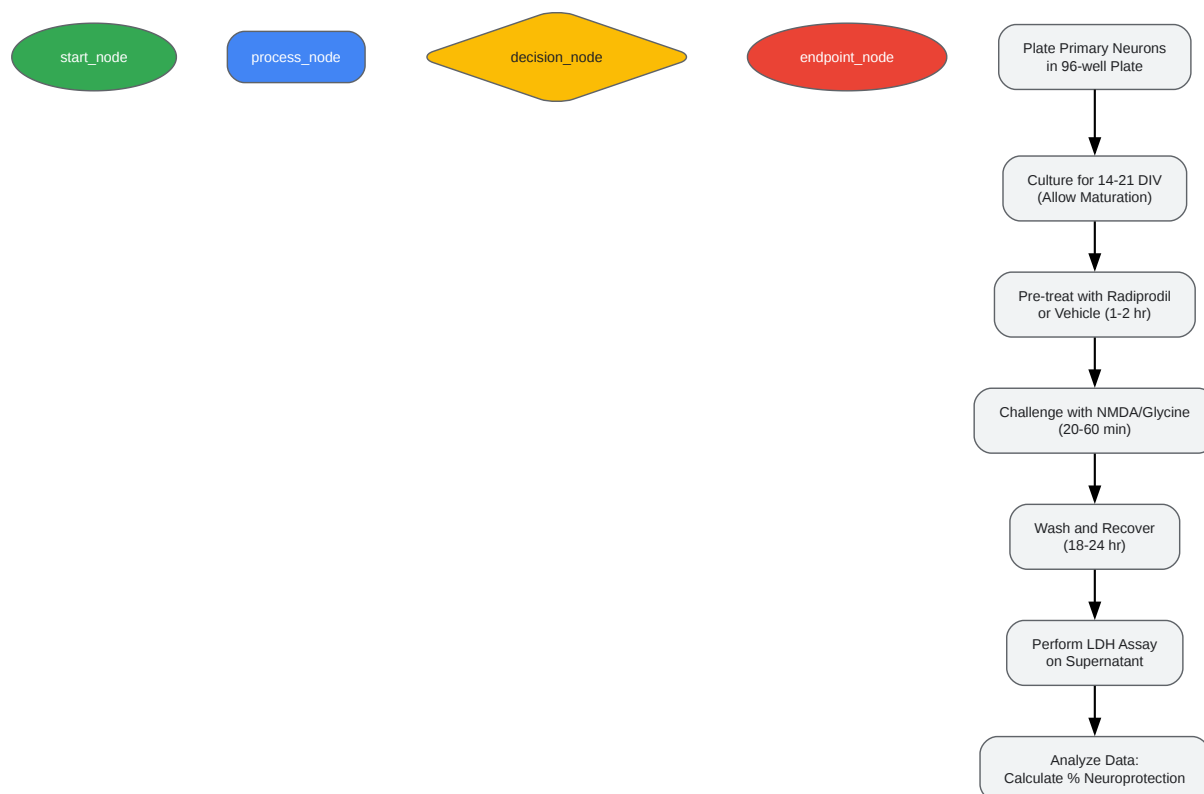 start_node
process_node
decision_node
endpoint_node
Plate Primary Neurons
in 96-well Plate
Culture for 14-21 DIV
(Allow Maturation)
Pre-treat with Radiprodil
or Vehicle (1-2 hr)
Challenge with NMDA/Glycine
(20-60 min)
Wash and Recover
(18-24 hr)
Perform LDH Assay
on Supernatant
Analyze Data:
Calculate % Neuroprotection